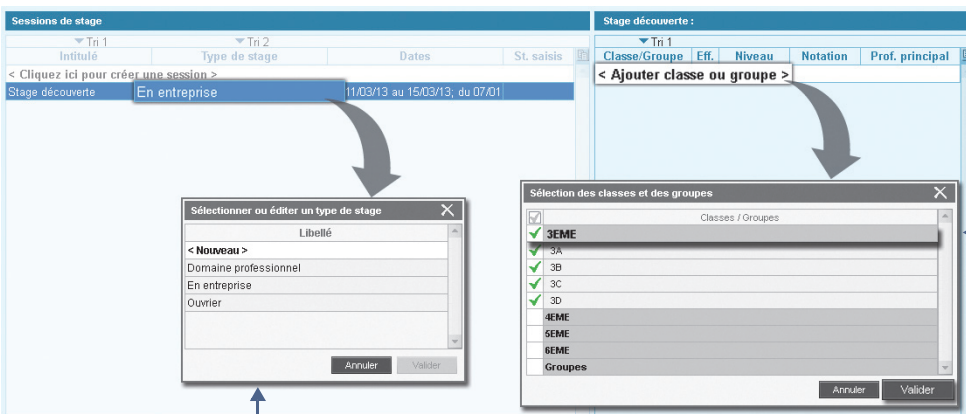 Sessions de stage
Tri 1 Tri 2
Intitulé Type de stage Dates St. saisis
< Cliquez ici pour créer une session >
Stage découverte En entreprise 11/03/13 au 15/03/13; du 07/01
Stage découverte :
Tri 1
Classe/Groupe Eff. Niveau Notation Prof. principal
< Ajouter classe ou groupe >
Sélectionner ou éditer un type de stage
Libellé
< Nouveau >
Domaine professionnel
En entreprise
Ouvrier
Annuler Valider
Sélection des classes et des groupes
Classes / Groupes
3EME
3A
3B
3C
3D
4EME
5EME
6EME
Groupes
Annuler Valider